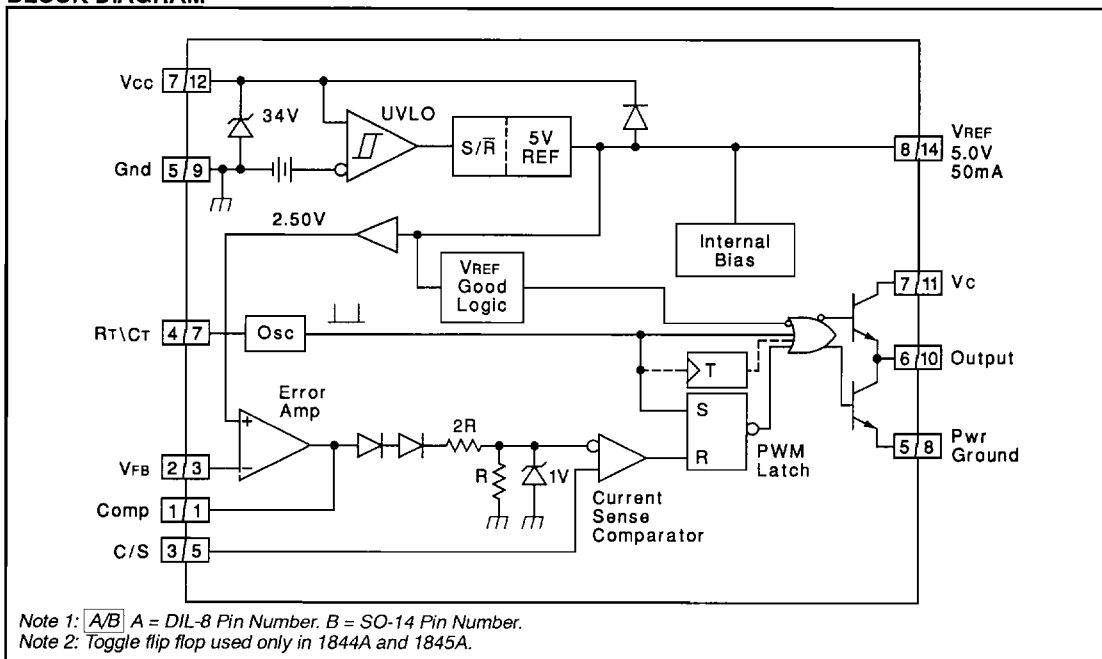 Vcc 7/12
34V
UVLO
S/R̅ 5V REF
Gnd 5/9
8/14 VREF 5.0V 50mA
2.50V
Internal Bias
VREF Good Logic
7/11 Vc
RT\CT 4/7
Osc
T
6/10 Output
Error Amp
+
−
2R
R
1V
S
R
PWM Latch
5/8 Pwr Ground
VFB 2/3
Comp 1/1
C/S 3/5
Current Sense Comparator
Note 1: A/B A = DIL-8 Pin Number. B = SO-14 Pin Number.
Note 2: Toggle flip flop used only in 1844A and 1845A.